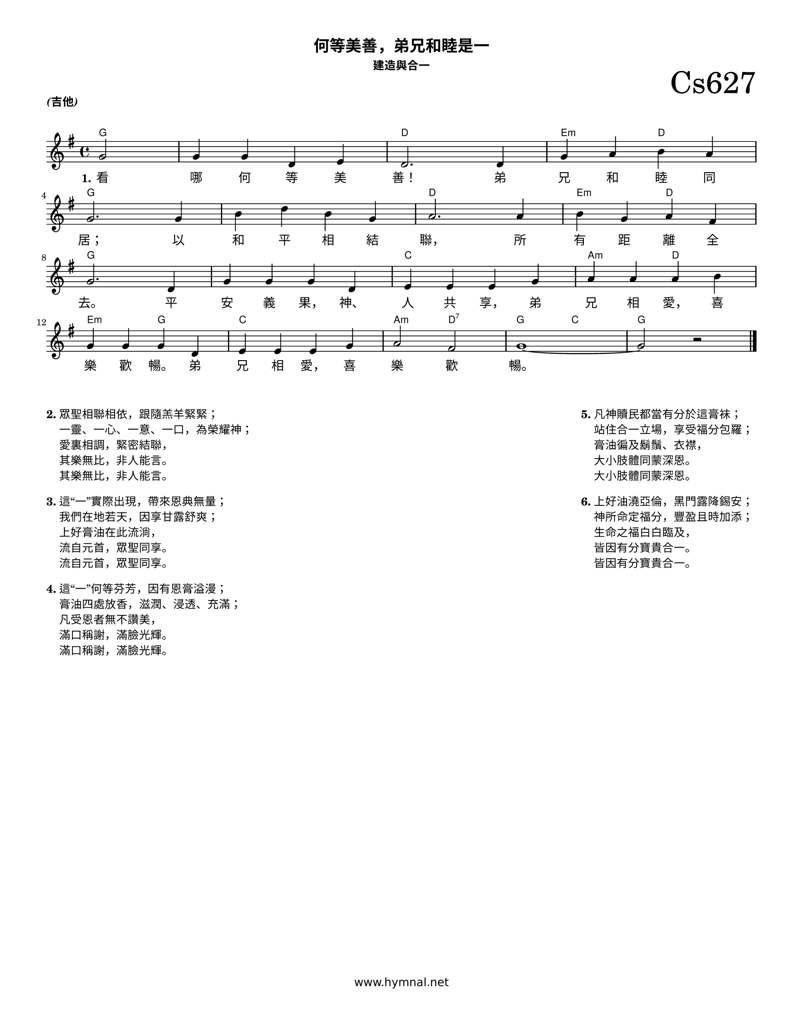 何等美善，弟兄和睦是一
建造與合一
Cs627
(吉他)
G D Em D
1. 看 哪 何 等 美 善！ 弟 兄 和 睦 同
4 G D Em D
居； 以 和 平 相 結 聯， 所 有 距 離 全
8 G C Am D
去。 平 安 義 果，神、 人 共 享， 弟 兄 相 愛， 喜
12 Em G C Am D7 G C G
樂 歡 暢。 弟 兄 相 愛， 喜 樂 歡 暢。
2. 眾聖相聯相依，跟隨羔羊緊緊；
一靈、一心、一意、一口，為榮耀神；
愛裏相調，緊密結聯，
其樂無比，非人能言。
其樂無比，非人能言。
3. 這“一”實際出現，帶來恩典無量；
我們在地若天，因享甘露舒爽；
上好膏油在此流淌，
流自元首，眾聖同享。
流自元首，眾聖同享。
4. 這“一”何等芬芳，因有恩膏溢漫；
膏油四處放香，滋潤、浸透、充滿；
凡受恩者無不讚美，
滿口稱謝，滿臉光輝。
滿口稱謝，滿臉光輝。
5. 凡神贖民都當有分於這膏袜；
站住合一立場，享受福分包羅；
膏油徧及鬍鬚、衣襟，
大小肢體同蒙深恩。
大小肢體同蒙深恩。
6. 上好油澆亞倫，黑門露降錫安；
神所命定福分，豐盈且時加添；
生命之福白白臨及，
皆因有分寶貴合一。
皆因有分寶貴合一。
www.hymnal.net